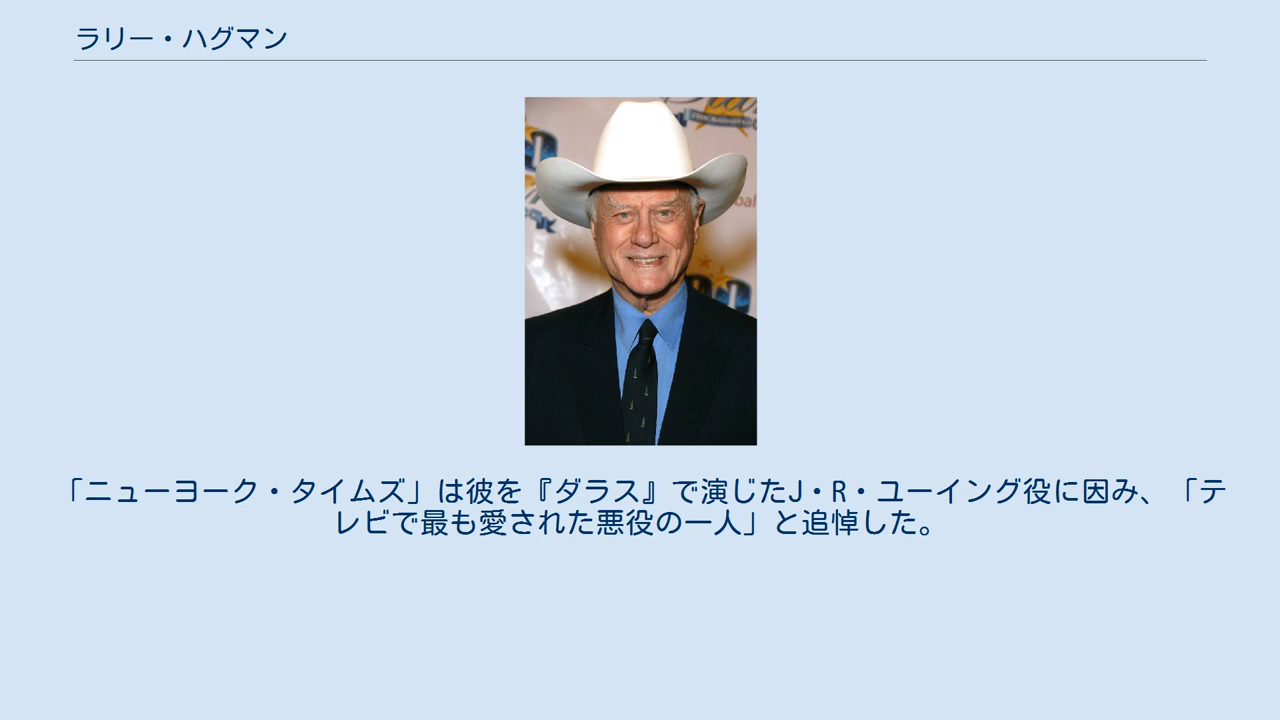 ラリー・ハグマン
「ニューヨーク・タイムズ」は彼を『ダラス』で演じたJ・R・ユーイング役に因み、「テ
レビで最も愛された悪役の一人」と追悼した。